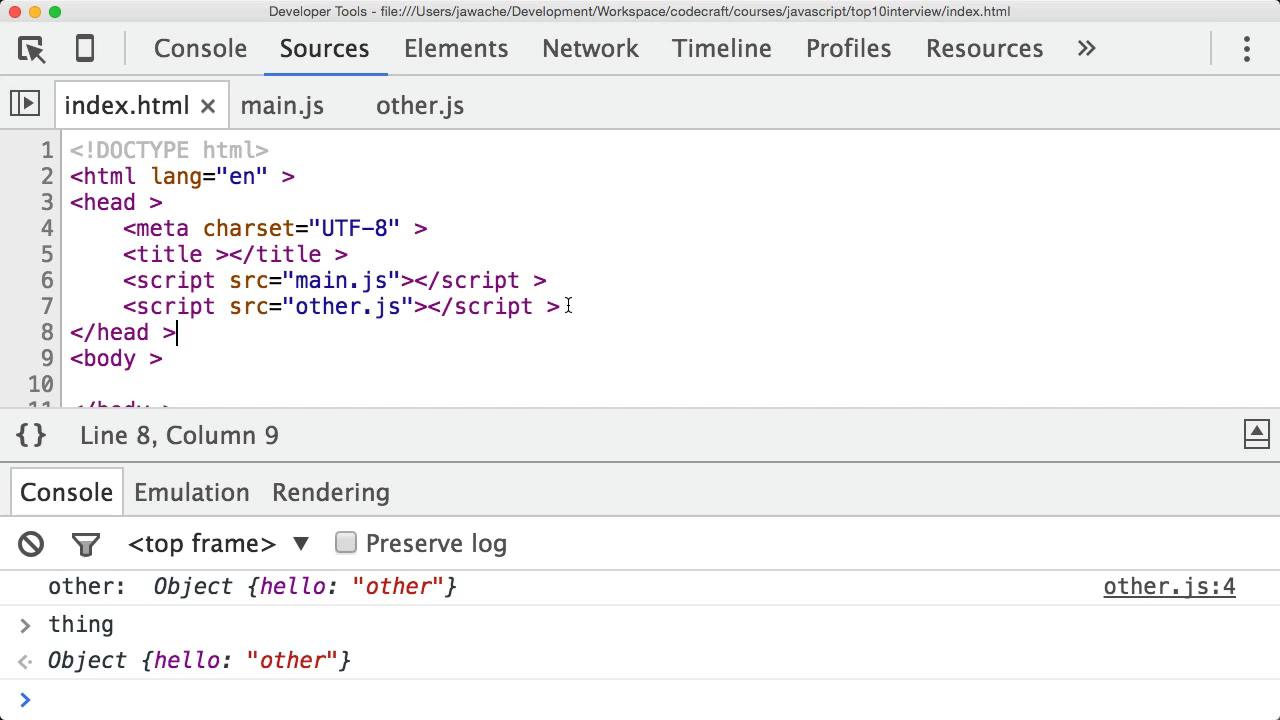 Developer Tools - file:///Users/jawache/Development/Workspace/codecraft/courses/javascript/top10interview/index.html
Console Sources Elements Network Timeline Profiles Resources »
index.html × main.js other.js
1 <!DOCTYPE html>
2 <html lang="en" >
3 <head >
4 <meta charset="UTF-8" >
5 <title ></title >
6 <script src="main.js"></script >
7 <script src="other.js"></script >
8 </head >
9 <body >
10
11 </body >
{} Line 8, Column 9
Console Emulation Rendering
<top frame> ▼ Preserve log
other: Object {hello: "other"} other.js:4
> thing
<· Object {hello: "other"}
>